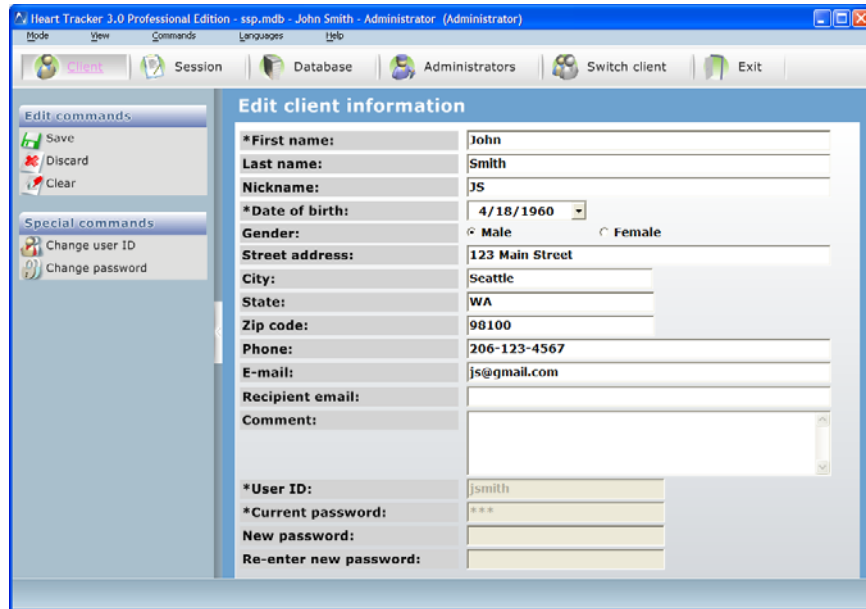 Heart Tracker 3.0 Professional Edition - ssp.mdb - John Smith - Administrator (Administrator)
Mode View Commands Languages Help
Client Session Database Administrators Switch client Exit
Edit commands
Save
Discard
Clear
Special commands
Change user ID
Change password
Edit client information
*First name: John
Last name: Smith
Nickname: JS
*Date of birth: 4/18/1960
Gender: Male Female
Street address: 123 Main Street
City: Seattle
State: WA
Zip code: 98100
Phone: 206-123-4567
E-mail: js@gmail.com
Recipient email:
Comment:
*User ID: jsmith
*Current password: ***
New password:
Re-enter new password: